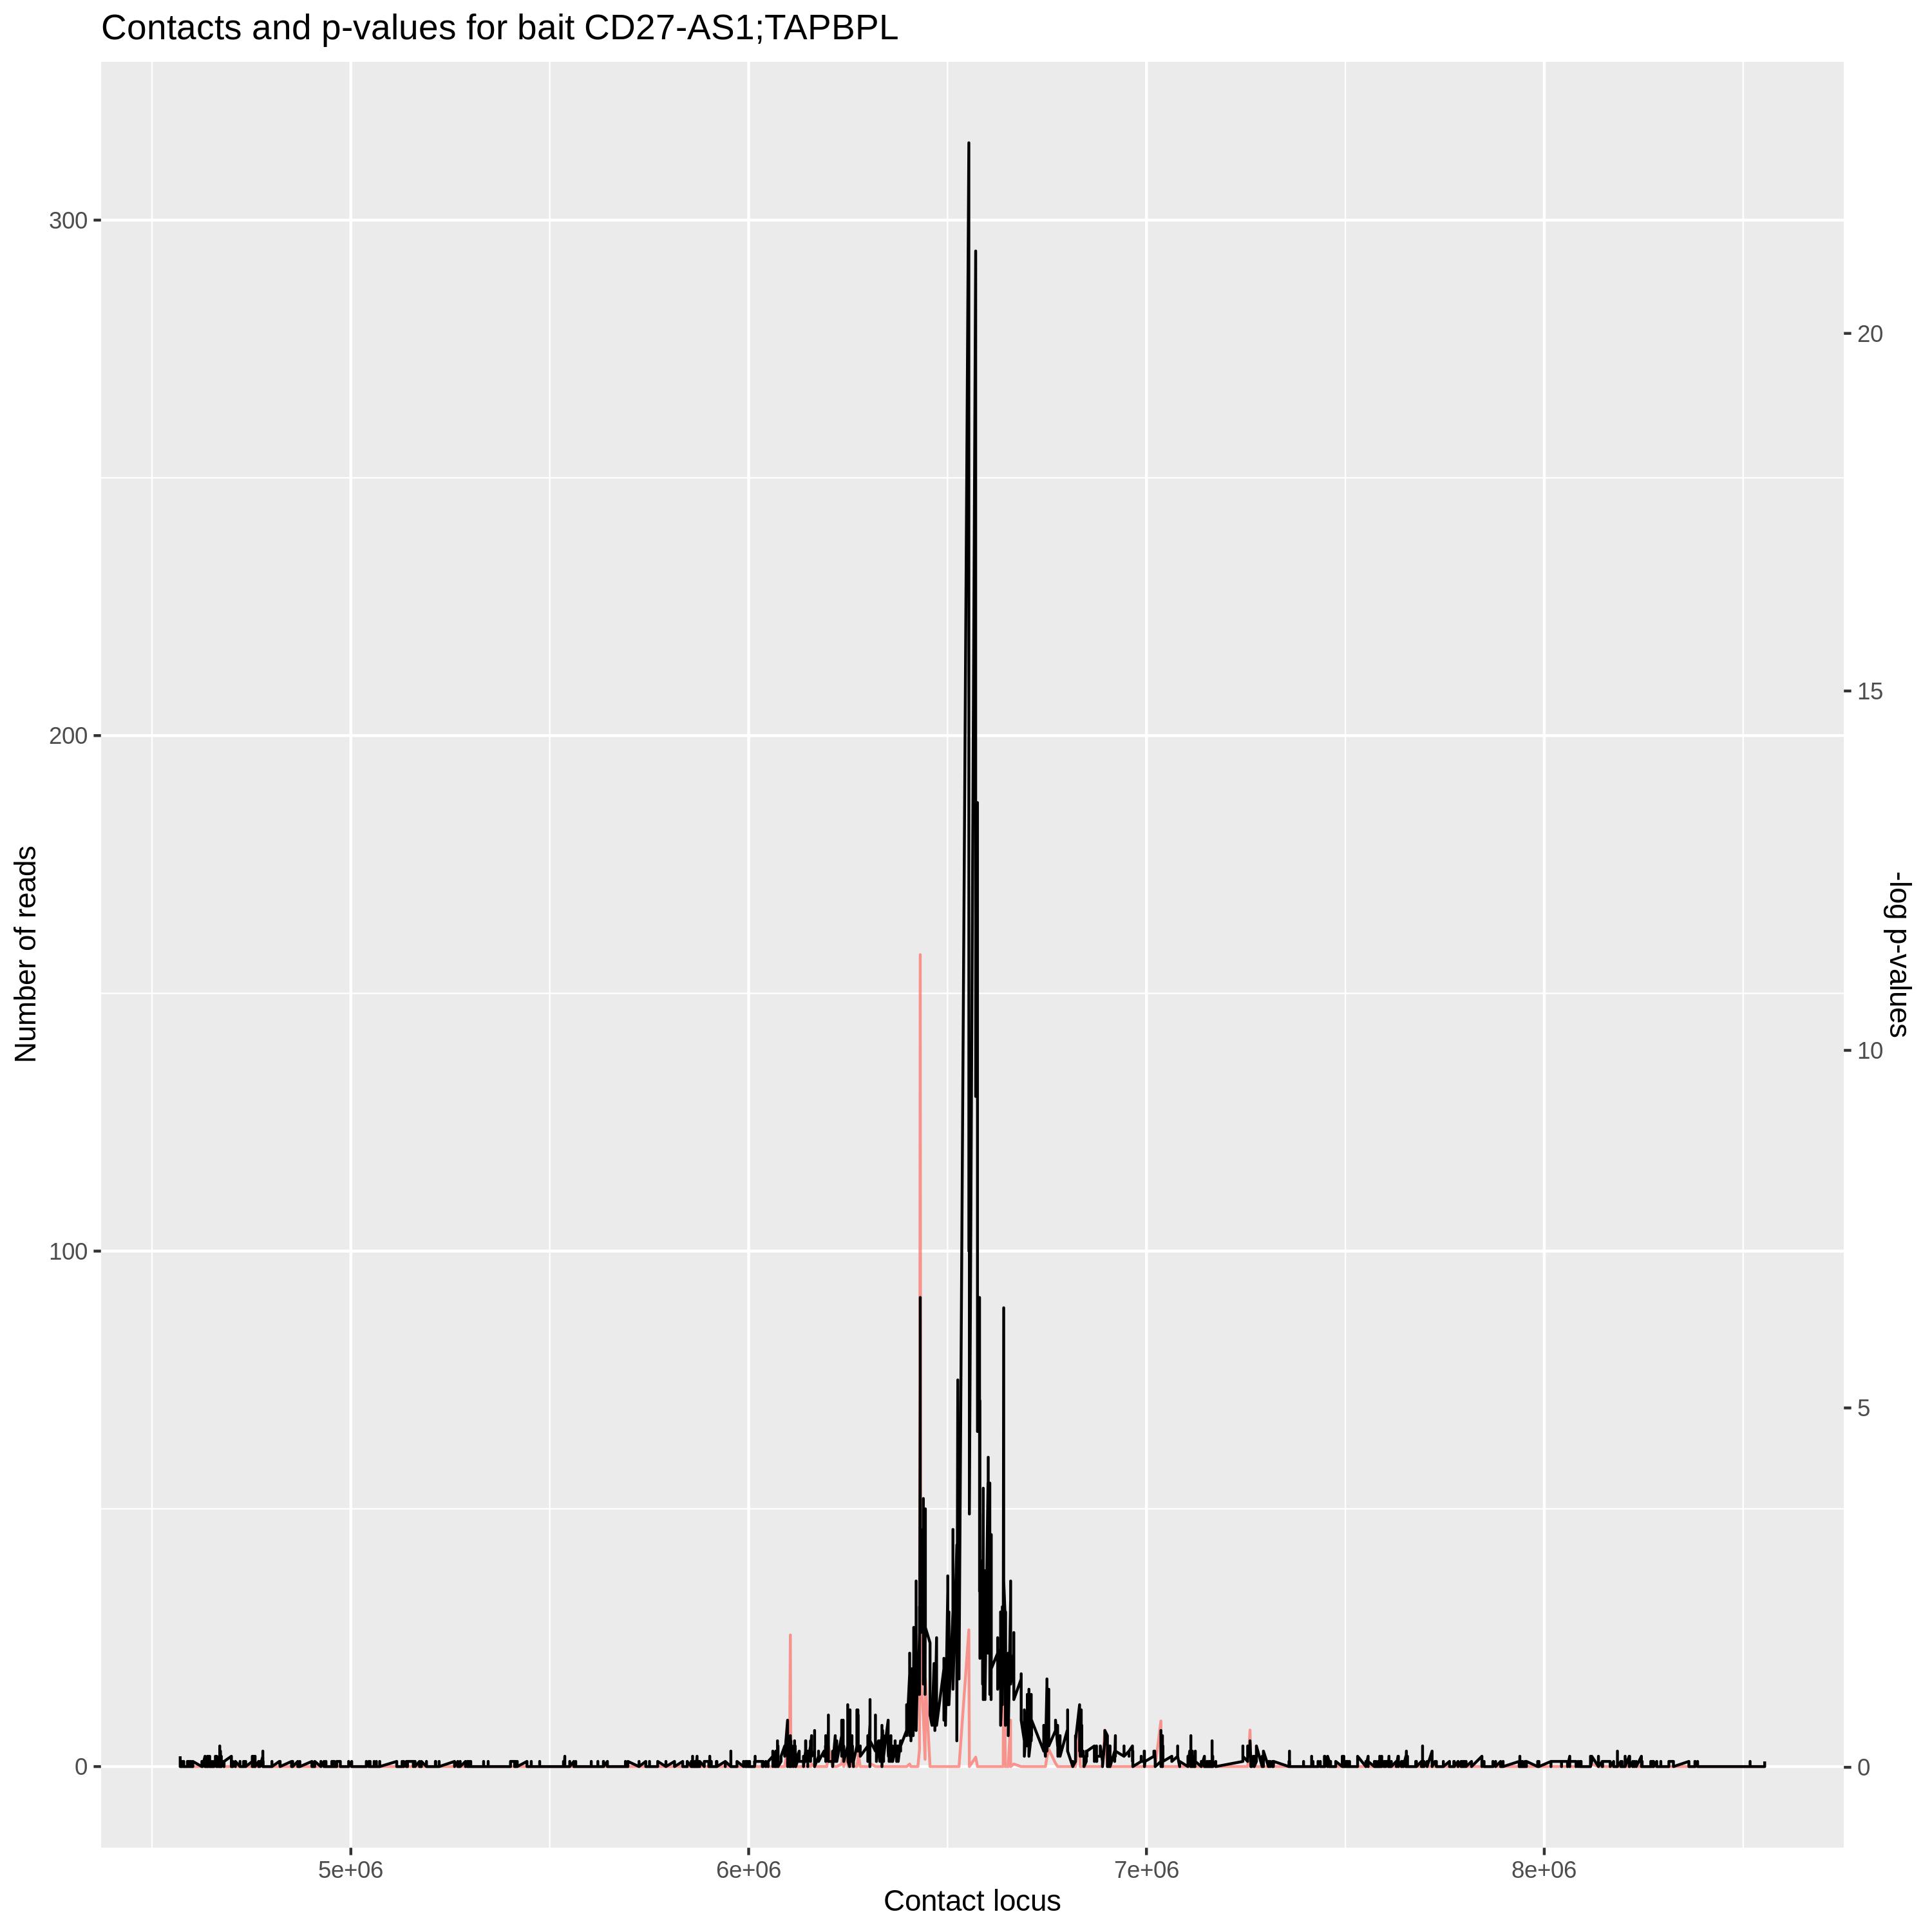 Contacts and p-values for bait CD27-AS1;TAPBPL
300
200
100
0
Number of reads
20
15
10
5
0
-log p-values
5e+06
6e+06
7e+06
8e+06
Contact locus